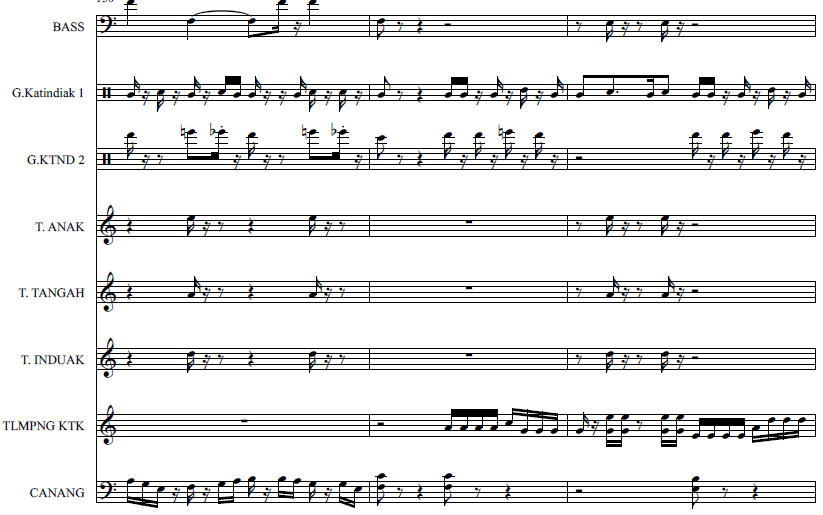 BASS
G.Katindiak 1
G.KTND 2
T. ANAK
T. TANGAH
T. INDUAK
TLMPNG KTK
CANANG